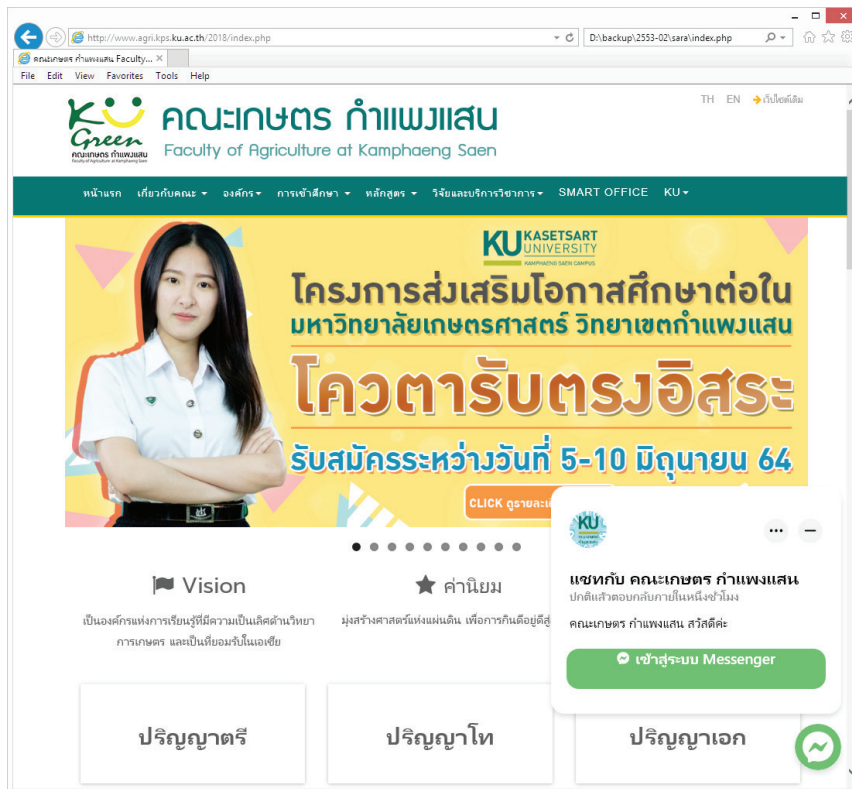 http://www.agri.kps.ku.ac.th/2018/index.php
D:\backup\2553-02\sara\index.php
คณะเกษตร กำแพงแสน Faculty...
File Edit View Favorites Tools Help
TH EN เว็บไซต์เดิม
KU
Green
คณะเกษตร กำแพงแสน
Faculty of Agriculture at Kamphaeng Saen
คณะเกษตร กำแพงแสน
Faculty of Agriculture at Kamphaeng Saen
หน้าแรก เกี่ยวกับคณะ องค์กร การเข้าศึกษา หลักสูตร วิจัยและบริการวิชาการ SMART OFFICE KU
KU KASETSART
UNIVERSITY
KAMPHAENG SAEN CAMPUS
โครงการส่งเสริมโอกาสศึกษาต่อใน
มหาวิทยาลัยเกษตรศาสตร์ วิทยาเขตกำแพงแสน
โควตารับตรงอิสระ
รับสมัครระหว่างวันที่ 5-10 มิถุนายน 64
CLICK ดูรายละเ
Vision
เป็นองค์กรแห่งการเรียนรู้ที่มีความเป็นเลิศด้านวิทยา
การเกษตร และเป็นที่ยอมรับในเอเซีย
ค่านิยม
มุ่งสร้างศาสตร์แห่งแผ่นดิน เพื่อการกินดีอยู่ดีสู่
KU
แชทกับ คณะเกษตร กำแพงแสน
ปกติแล้วตอบกลับภายในหนึ่งชั่วโมง
คณะเกษตร กำแพงแสน สวัสดีค่ะ
เข้าสู่ระบบ Messenger
ปริญญาตรี
ปริญญาโท
ปริญญาเอก